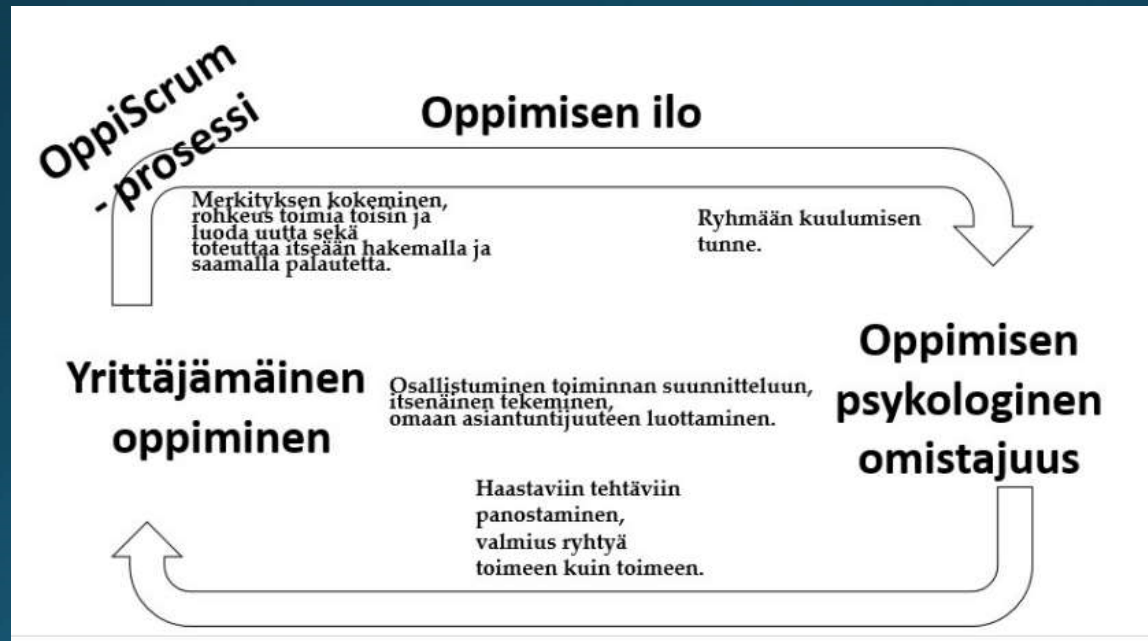 OppiScrum
- prosessi
Oppimisen ilo
Merkityksen kokeminen,
rohkeus toimia toisin ja
luoda uutta sekä
toteuttaa itseään hakemalla ja
saamalla palautetta.
Ryhmään kuulumisen
tunne.
Yrittäjämäinen
oppiminen
Osallistuminen toiminnan suunnitteluun,
itsenäinen tekeminen,
omaan asiantuntijuuteen luottaminen.
Oppimisen
psykologinen
omistajuus
Haastaviin tehtäviin
panostaminen,
valmius ryhtyä
toimeen kuin toimeen.